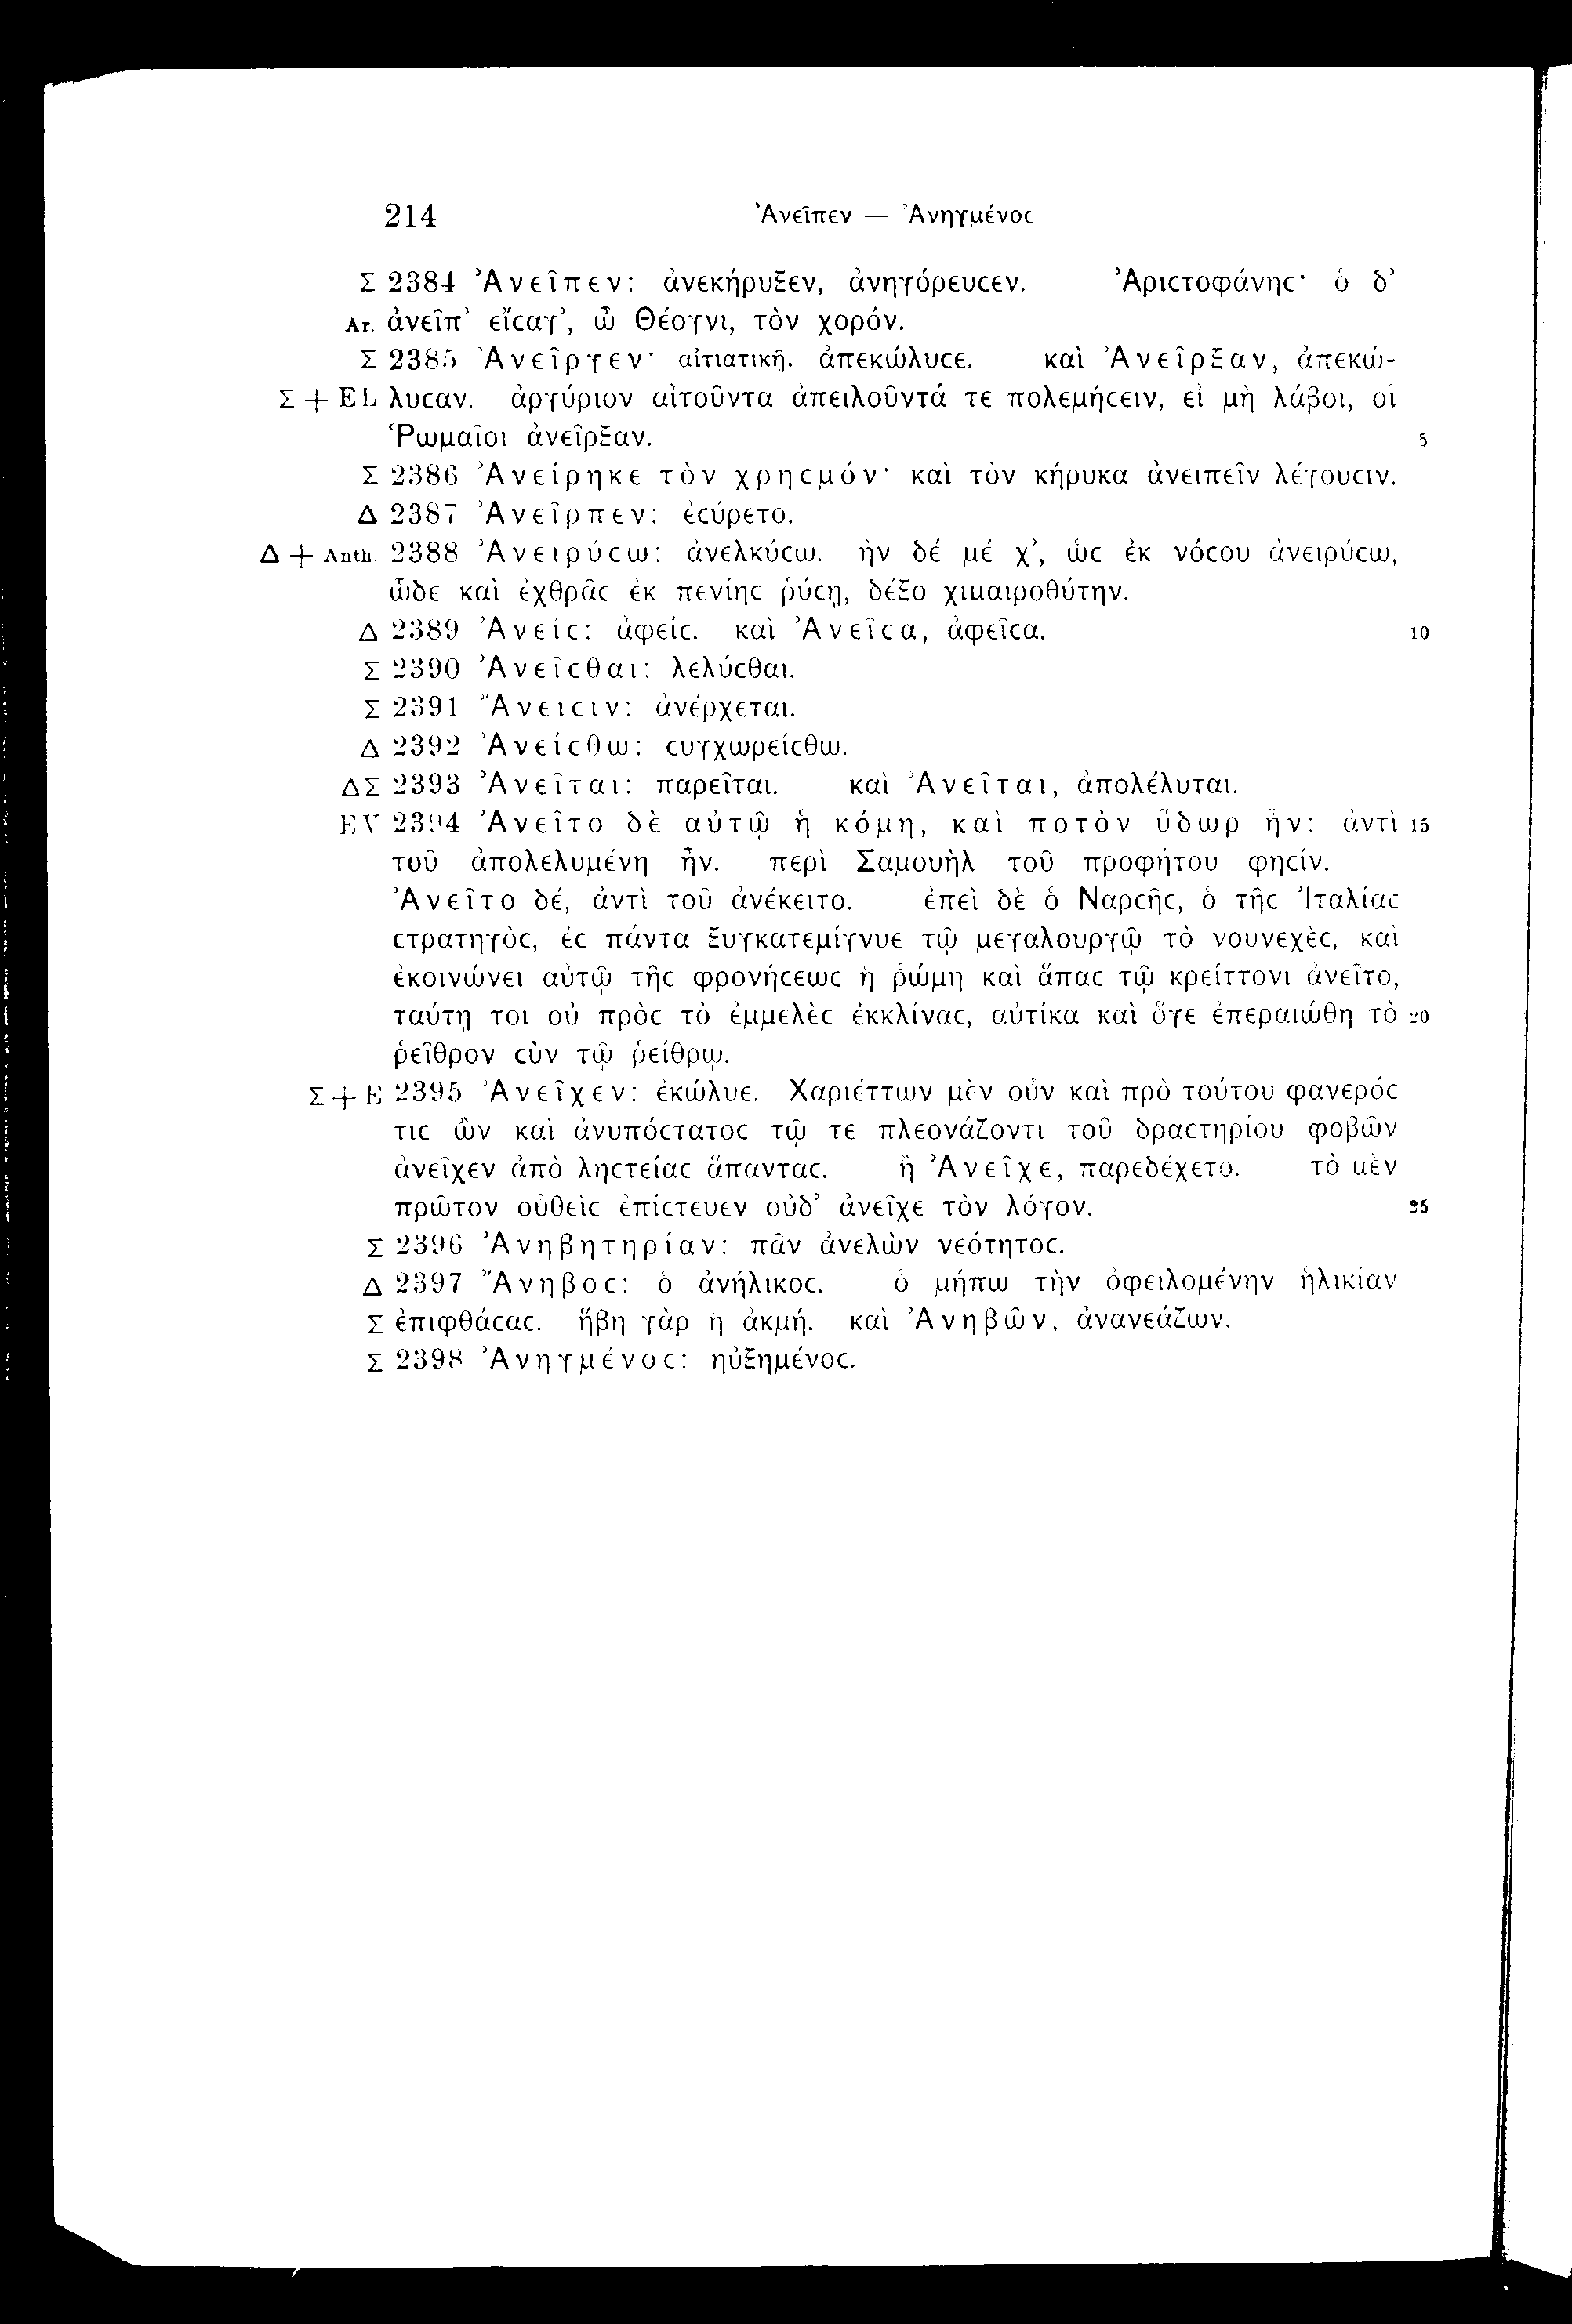 214 Ἀνεῖπεν — Ἀνηγμένοϲ
Σ 2384 Ἀνεῖπεν: ἀνεκήρυξεν, ἀνηγόρευϲεν. Ἀριϲτοφάνηϲ· ὁ δ’
Ar. ἀνεῖπ’ εἴϲαγ’, ὦ Θέογνι, τὸν χορόν.
Σ 2385 Ἀνεῖργεν· αἰτιατικῇ. ἀπεκώλυϲε. καὶ Ἀνεῖρξαν, ἀπεκώ-
Σ + EL λυϲαν. ἀργύριον αἰτοῦντα ἀπειλοῦντά τε πολεμήϲειν, εἰ μὴ λάβοι, οἱ
Ῥωμαῖοι ἀνεῖρξαν. 5
Σ 2386 Ἀνείρηκε τὸν χρηϲμόν· καὶ τὸν κήρυκα ἀνειπεῖν λέγουϲιν.
Δ 2387 Ἀνεῖρπεν: ἐϲύρετο.
Δ + Anth. 2388 Ἀνειρύϲω: ἀνελκύϲω. ἢν δέ μέ χ’, ὡϲ ἐκ νόϲου ἀνειρύϲω,
ὧδε καὶ ἐχθρᾶϲ ἐκ πενίηϲ ῥύϲῃ, δέξο χιμαιροθύτην.
Δ 2389 Ἀνείϲ: ἀφείϲ. καὶ Ἀνεῖϲα, ἀφεῖϲα. 10
Σ 2390 Ἀνεῖϲθαι: λελύϲθαι.
Σ 2391 Ἄνειϲιν: ἀνέρχεται.
Δ 2392 Ἀνείϲθω: ϲυγχωρείϲθω.
ΔΣ 2393 Ἀνεῖται: παρεῖται. καὶ Ἀνεῖται, ἀπολέλυται.
EV 2394 Ἀνεῖτο δὲ αὐτῷ ἡ κόμη, καὶ ποτὸν ὕδωρ ἦν: ἀντὶ 15
τοῦ ἀπολελυμένη ἦν. περὶ Σαμουὴλ τοῦ προφήτου φηϲίν.
Ἀνεῖτο δέ, ἀντὶ τοῦ ἀνέκειτο. ἐπεὶ δὲ ὁ Ναρϲῆϲ, ὁ τῆϲ Ἰταλίαϲ
ϲτρατηγὸϲ, ἐϲ πάντα ξυγκατεμίγνυε τῷ μεγαλουργῷ τὸ νουνεχὲϲ, καὶ
ἐκοινώνει αὐτῷ τῆϲ φρονήϲεωϲ ἡ ῥώμη καὶ ἅπαϲ τῷ κρείττονι ἀνεῖτο,
ταύτῃ τοι οὐ πρὸϲ τὸ ἐμμελὲϲ ἐκκλίναϲ, αὐτίκα καὶ ὅγε ἐπεραιώθη τὸ 20
ῥεῖθρον ϲὺν τῷ ῥείθρῳ.
Σ + E 2395 Ἀνεῖχεν: ἐκώλυε. Χαριέττων μὲν οὖν καὶ πρὸ τούτου φανερόϲ
τιϲ ὢν καὶ ἀνυπόϲτατοϲ τῷ τε πλεονάζοντι τοῦ δραϲτηρίου φοβῶν
ἀνεῖχεν ἀπὸ λῃϲτείαϲ ἅπανταϲ. ἢ Ἀνεῖχε, παρεδέχετο. τὸ μὲν
πρῶτον οὐθεὶϲ ἐπίϲτευεν οὐδ’ ἀνεῖχε τὸν λόγον. 25
Σ 2396 Ἀνηβητηρίαν: πᾶν ἀνελὼν νεότητοϲ.
Δ 2397 Ἄνηβοϲ: ὁ ἀνήλικοϲ. ὁ μήπω τὴν ὀφειλομένην ἡλικίαν
Σ ἐπιφθάϲαϲ. ἥβη γὰρ ἡ ἀκμή. καὶ Ἀνηβῶν, ἀνανεάζων.
Σ 2398 Ἀνηγμένοϲ: ηὐξημένοϲ.